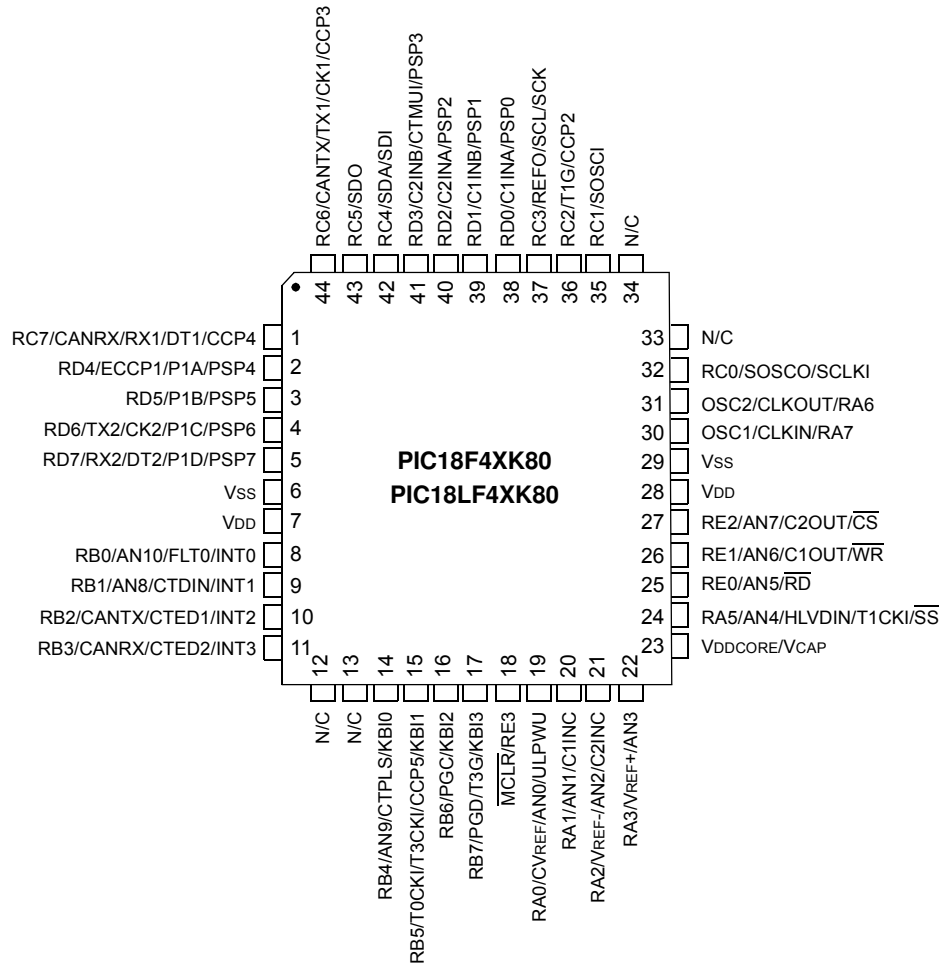 RC6/CANTX/TX1/CK1/CCP3
RC5/SDO
RC4/SDA/SDI
RD3/C2INB/CTMUI/PSP3
RD2/C2INA/PSP2
RD1/C1INB/PSP1
RD0/C1INA/PSP0
RC3/REFO/SCL/SCK
RC2/T1G/CCP2
RC1/SOSCI
N/C
44
43
42
41
40
39
38
37
36
35
34
RC7/CANRX/RX1/DT1/CCP4 1
RD4/ECCP1/P1A/PSP4 2
RD5/P1B/PSP5 3
RD6/TX2/CK2/P1C/PSP6 4
RD7/RX2/DT2/P1D/PSP7 5
VSS 6
VDD 7
RB0/AN10/FLT0/INT0 8
RB1/AN8/CTDIN/INT1 9
RB2/CANTX/CTED1/INT2 10
RB3/CANRX/CTED2/INT3 11
PIC18F4XK80
PIC18LF4XK80
33 N/C
32 RC0/SOSCO/SCLKI
31 OSC2/CLKOUT/RA6
30 OSC1/CLKIN/RA7
29 VSS
28 VDD
27 RE2/AN7/C2OUT/C̅S̅
26 RE1/AN6/C1OUT/W̅R̅
25 RE0/AN5/R̅D̅
24 RA5/AN4/HLVDIN/T1CKI/S̅S̅
23 VDDCORE/VCAP
12
13
14
15
16
17
18
19
20
21
22
N/C
N/C
RB4/AN9/CTPLS/KBI0
RB5/T0CKI/T3CKI/CCP5/KBI1
RB6/PGC/KBI2
RB7/PGD/T3G/KBI3
M̅C̅L̅R̅/RE3
RA0/CVREF/AN0/ULPWU
RA1/AN1/C1INC
RA2/VREF-/AN2/C2INC
RA3/VREF+/AN3